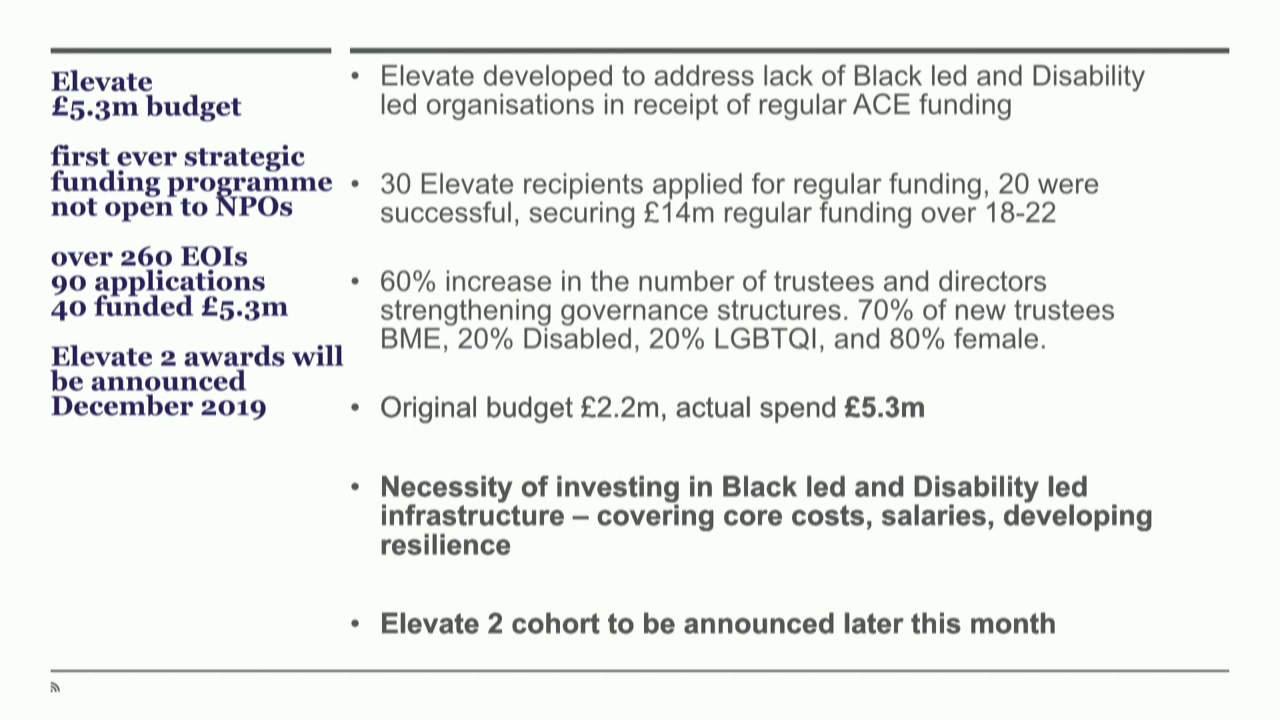 Elevate
£5.3m budget
first ever strategic
funding programme
not open to NPOs
over 260 EOIs
90 applications
40 funded £5.3m
Elevate 2 awards will
be announced
December 2019
• Elevate developed to address lack of Black led and Disability
led organisations in receipt of regular ACE funding
• 30 Elevate recipients applied for regular funding, 20 were
successful, securing £14m regular funding over 18-22
• 60% increase in the number of trustees and directors
strengthening governance structures. 70% of new trustees
BME, 20% Disabled, 20% LGBTQI, and 80% female.
• Original budget £2.2m, actual spend £5.3m
• Necessity of investing in Black led and Disability led
infrastructure – covering core costs, salaries, developing
resilience
• Elevate 2 cohort to be announced later this month